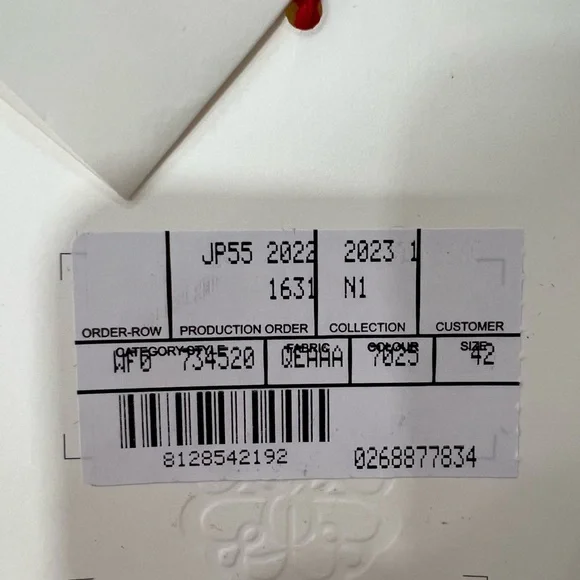 JP55 2022 2023 1
1631 N1
ORDER-ROW PRODUCTION ORDER COLLECTION CUSTOMER
CATEGORY-STYLE FABRIC COLOUR SIZE
WF0 734520 QEAAA 7025 42
8128542192 0268877834